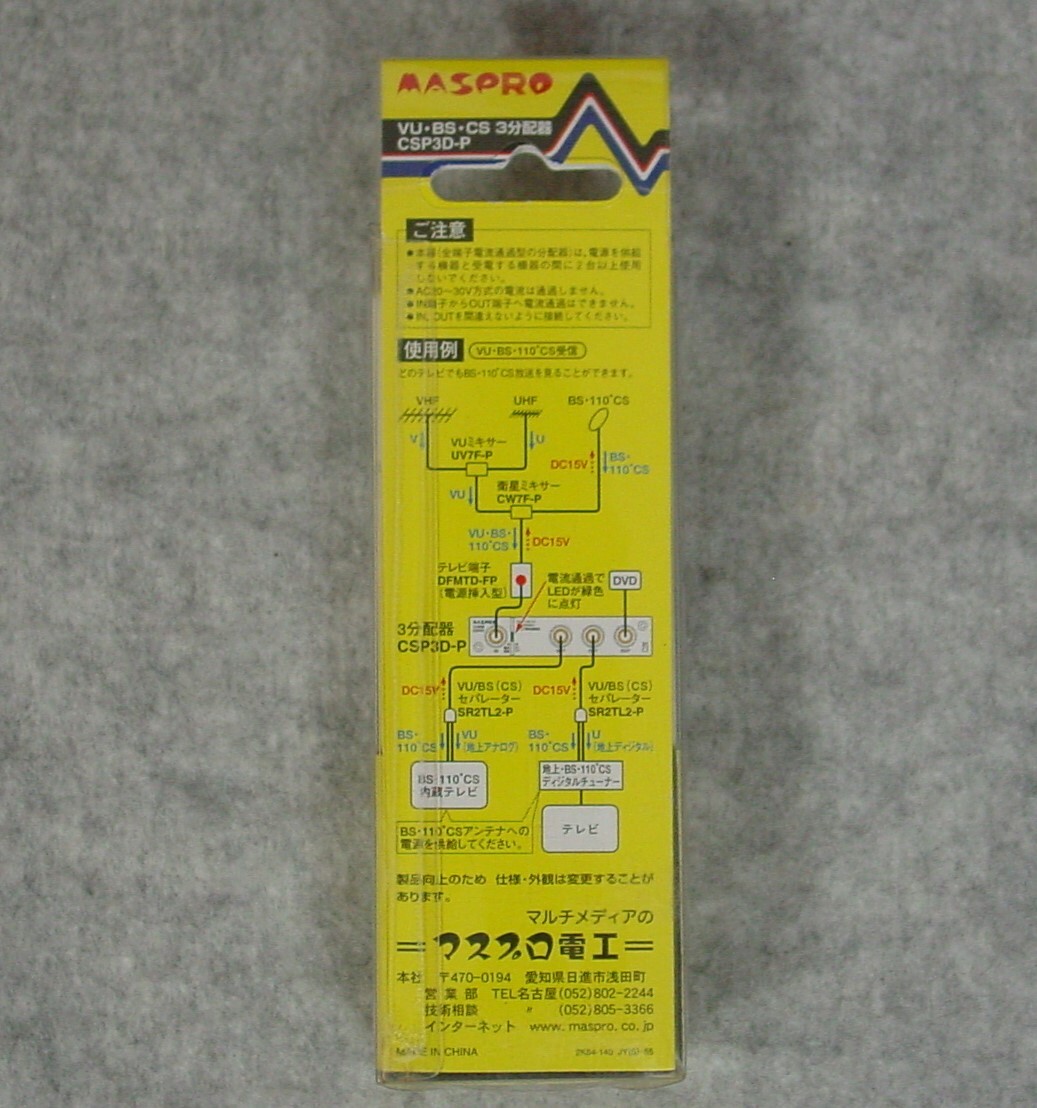 MASPRO
VU・BS・CS 3分配器
CSP3D-P
ご注意
●本器(全端子電流通過型の分配器)は、電源を供給
する機器と受電する機器の間に2台以上使用
しないでください。
●AC20〜30V方式の電流は通過しません。
●IN端子からOUT端子へ電流通過はできません。
●IN, OUTを間違えないように接続してください。
使用例 VU・BS・110°CS受信
どのテレビでもBS・110°CS放送を見ることができます。
VHF UHF BS・110°CS
V U
VUミキサー
UV7F-P
DC15V BS・
110°CS
VU
衛星ミキサー
CW7F-P
VU・BS・
110°CS DC15V
テレビ端子
DFMTD-FP
(電源挿入型)
電流通過で
LEDが緑色
に点灯
DVD
3分配器
CSP3D-P
DC15V VU/BS(CS)
セパレーター
SR2TL2-P
DC15V VU/BS(CS)
セパレーター
SR2TL2-P
BS・
110°CS VU
(地上アナログ)
BS・
110°CS U
(地上ディジタル)
BS・110°CS
内蔵テレビ
地上・BS・110°CS
ディジタルチューナー
テレビ
BS・110°CSアンテナへの
電源を供給してください。
製品向上のため 仕様・外観は変更することが
あります。
マルチメディアの
マスプロ電工
本社 〒470-0194 愛知県日進市浅田町
営業部 TEL名古屋(052)802-2244
技術相談 〃 (052)805-3366
インターネット www.maspro.co.jp
MADE IN CHINA